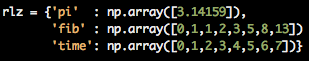 rlz = {'pi'  : np.array([3.14159]),
       'fib' : np.array([0,1,1,2,3,5,8,13])
       'time': np.array([0,1,2,3,4,5,6,7])}